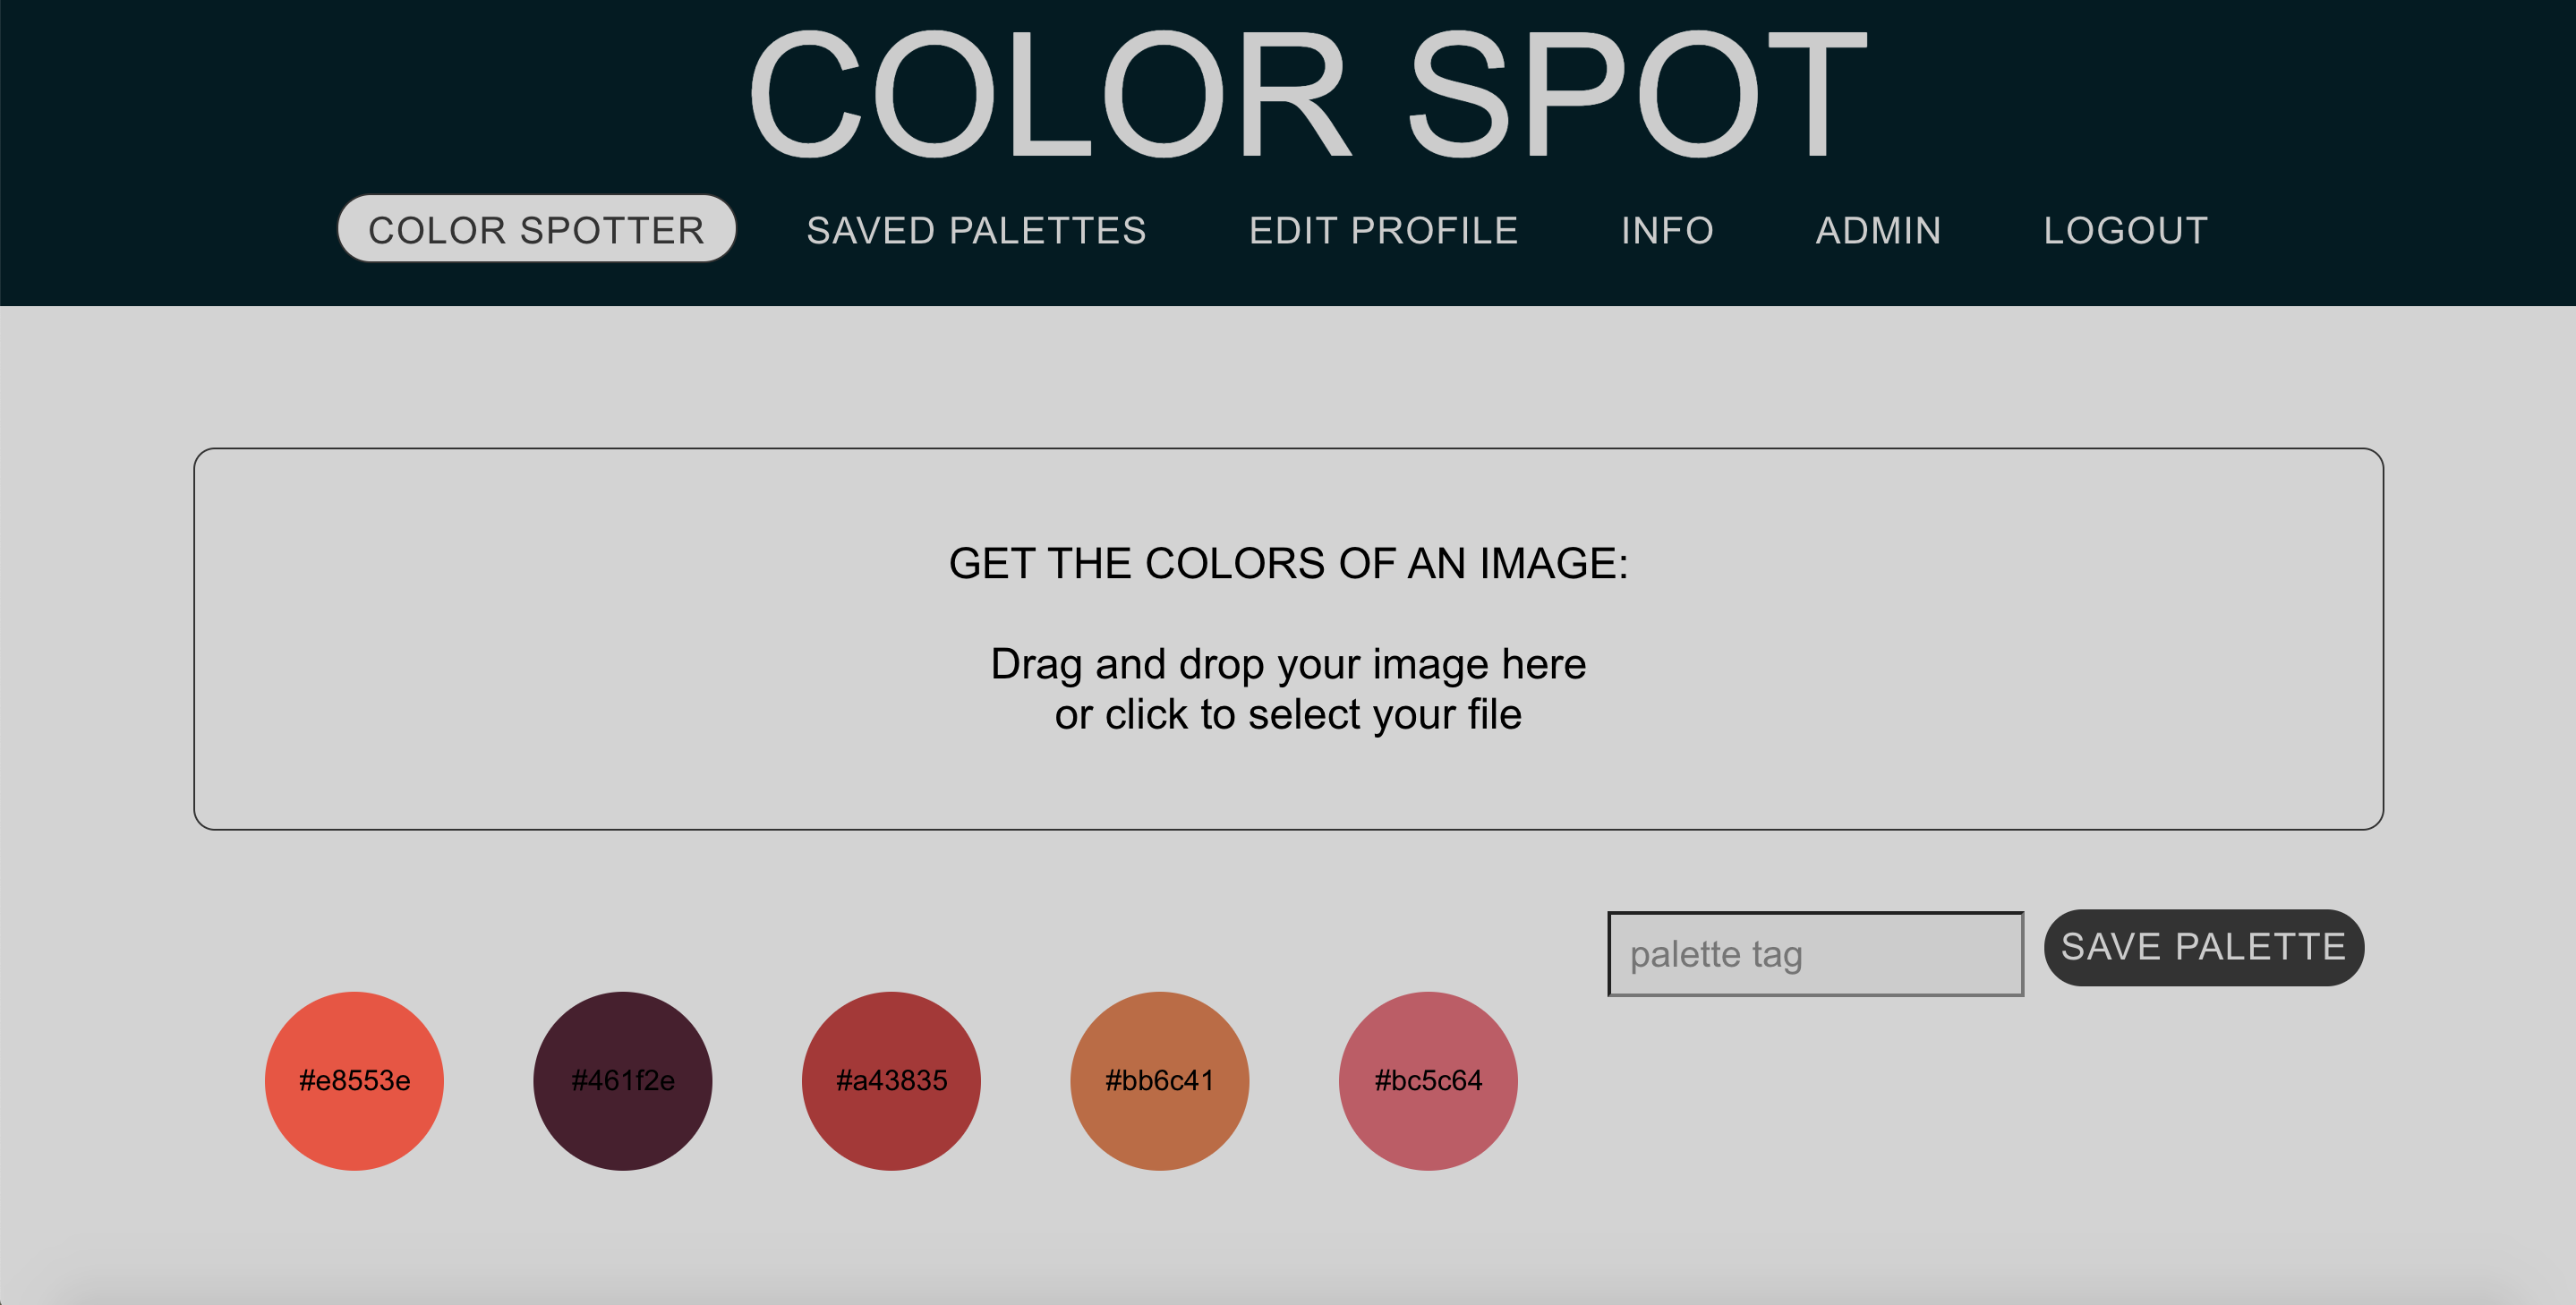 COLOR SPOT
COLOR SPOTTER SAVED PALETTES EDIT PROFILE INFO ADMIN LOGOUT
GET THE COLORS OF AN IMAGE:
Drag and drop your image here
or click to select your file
palette tag SAVE PALETTE
#e8553e #461f2e #a43835 #bb6c41 #bc5c64